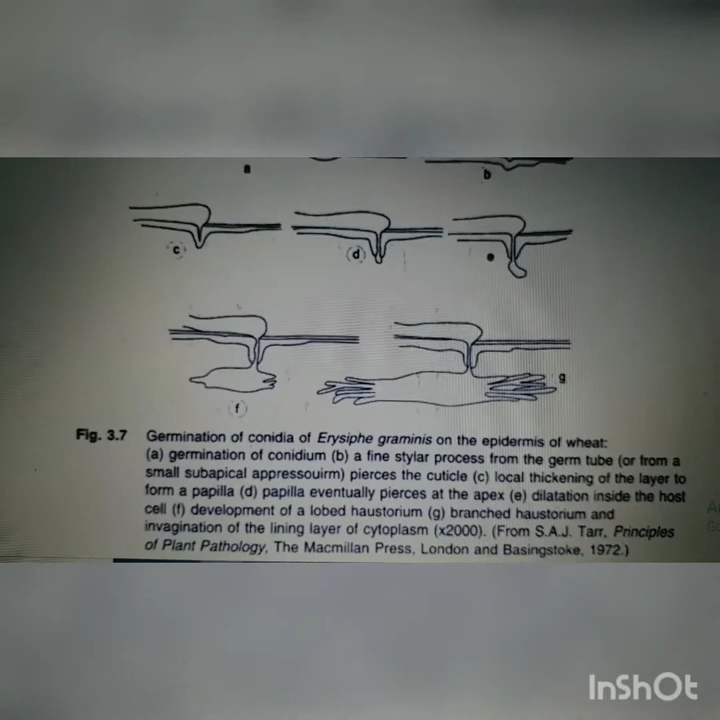 a
b
c
d
e
f
g
Fig. 3.7 Germination of conidia of Erysiphe graminis on the epidermis of wheat:
(a) germination of conidium (b) a fine stylar process from the germ tube (or from a
small subapical appressouirm) pierces the cuticle (c) local thickening of the layer to
form a papilla (d) papilla eventually pierces at the apex (e) dilatation inside the host
cell (f) development of a lobed haustorium (g) branched haustorium and
invagination of the lining layer of cytoplasm (x2000). (From S.A.J. Tarr, Principles
of Plant Pathology, The Macmillan Press, London and Basingstoke, 1972.)
InShOt